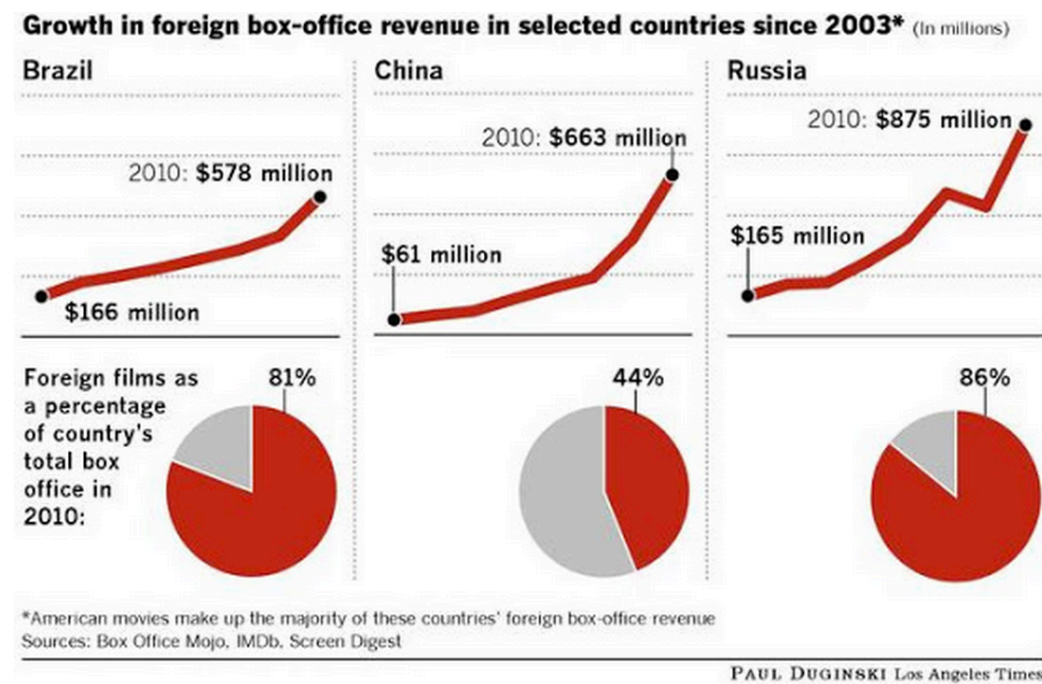 Growth in foreign box-office revenue in selected countries since 2003* (In millions)
Brazil
2010: $578 million
$166 million
China
2010: $663 million
$61 million
Russia
2010: $875 million
$165 million
Foreign films as
a percentage
of country's
total box
office in
2010:
81%
44%
86%
*American movies make up the majority of these countries' foreign box-office revenue
Sources: Box Office Mojo, IMDb, Screen Digest
PAUL DUGINSKI Los Angeles Times